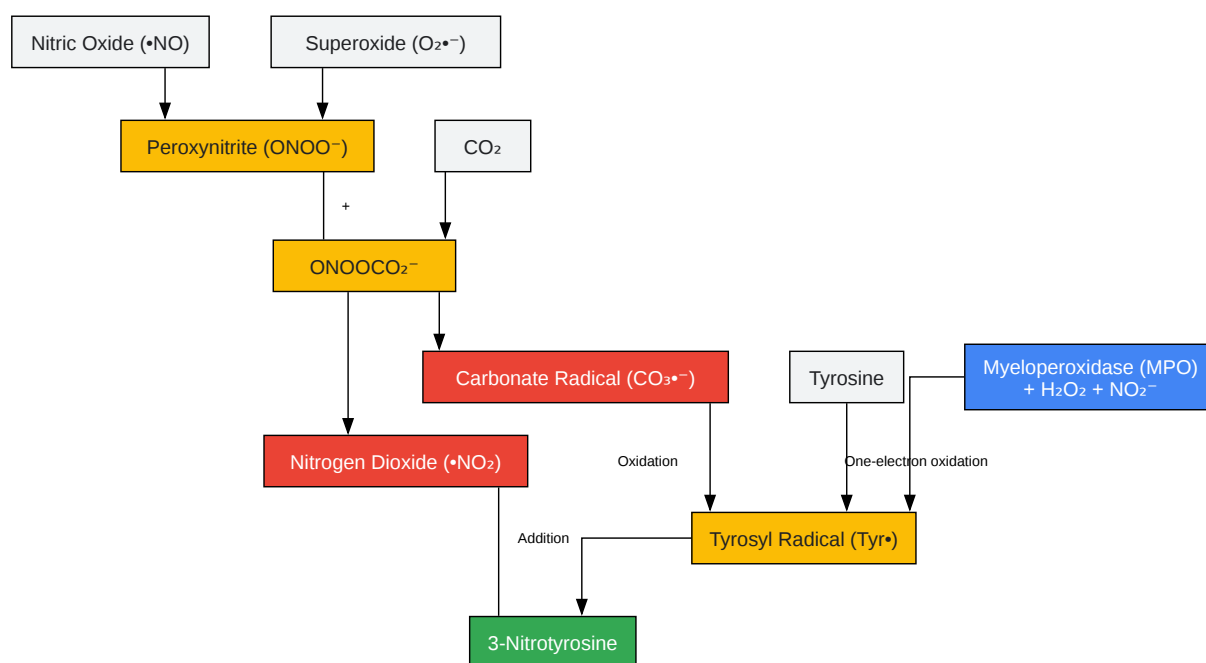 Nitric Oxide (•NO)
Superoxide (O₂•⁻)
Peroxynitrite (ONOO⁻)
CO₂
+
ONOOCO₂⁻
Carbonate Radical (CO₃•⁻)
Tyrosine
Myeloperoxidase (MPO)
+ H₂O₂ + NO₂⁻
Nitrogen Dioxide (•NO₂)
Oxidation
One-electron oxidation
Addition
Tyrosyl Radical (Tyr•)
3-Nitrotyrosine